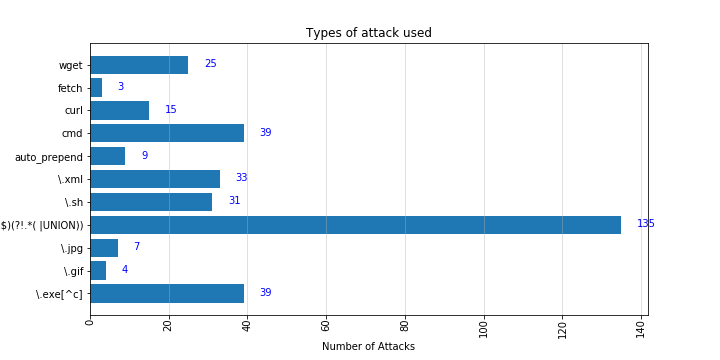 Types of attack used
wget 25
fetch 3
curl 15
cmd 39
auto_prepend 9
\.xml 33
\.sh 31
$)(?!.*( |UNION)) 135
\.jpg 7
\.gif 4
\.exe[^c] 39
0 20 40 60 80 100 120 140
Number of Attacks